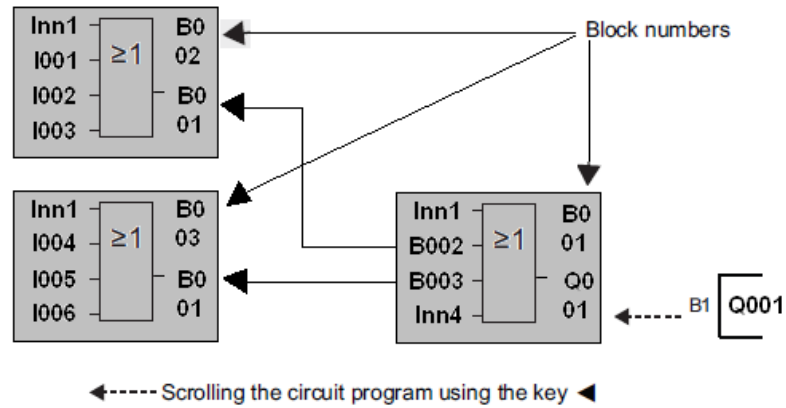 Inn1 B0
I001 ≥1 02
I002 B0
I003 01
Block numbers
Inn1 B0
I004 ≥1 03
I005 B0
I006 01
Inn1 B0
B002 ≥1 01
B003 Q0
Inn4 01
B1 Q001
Scrolling the circuit program using the key ◄